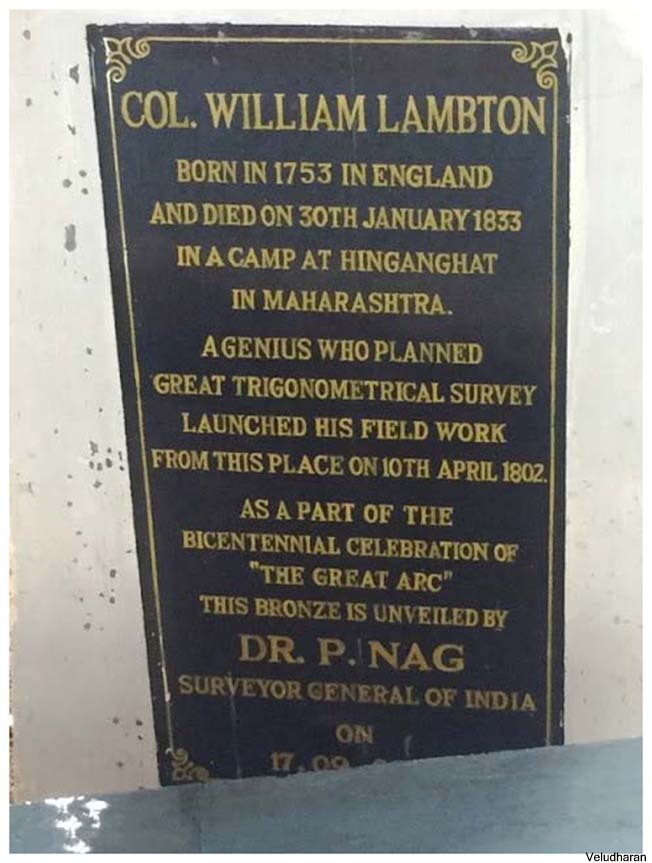 COL. WILLIAM LAMBTON
BORN IN 1753 IN ENGLAND
AND DIED ON 30TH JANUARY 1833
IN A CAMP AT HINGANGHAT
IN MAHARASHTRA.
A GENIUS WHO PLANNED
GREAT TRIGONOMETRICAL SURVEY
LAUNCHED HIS FIELD WORK
FROM THIS PLACE ON 10TH APRIL 1802.
AS A PART OF THE
BICENTENNIAL CELEBRATION OF
"THE GREAT ARC"
THIS BRONZE IS UNVEILED BY
DR. P. NAG
SURVEYOR GENERAL OF INDIA
ON
17.09.
Veludharan